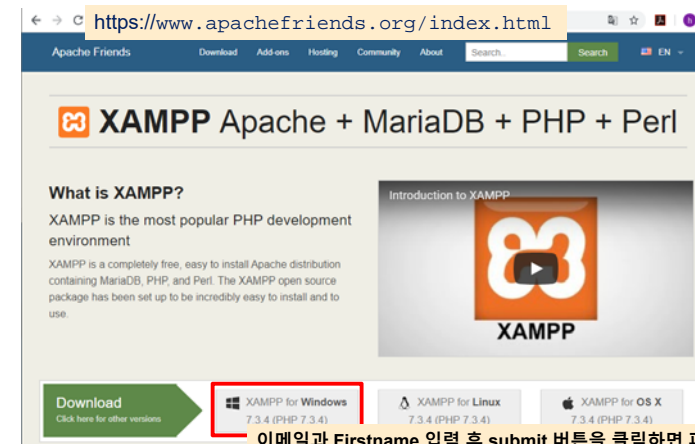 https://www.apachefriends.org/index.html
Apache Friends Download Add-ons Hosting Community About Search... Search EN
XAMPP Apache + MariaDB + PHP + Perl
What is XAMPP?
XAMPP is the most popular PHP development
environment
XAMPP is a completely free, easy to install Apache distribution
containing MariaDB, PHP, and Perl. The XAMPP open source
package has been set up to be incredibly easy to install and to
use.
Introduction to XAMPP
XAMPP
Download
Click here for other versions
XAMPP for Windows
7.3.4 (PHP 7.3.4)
XAMPP for Linux
7.3.4 (PHP 7.3.4)
XAMPP for OS X
7.3.4 (PHP 7.3.4)
이메일과 Firstname 입력 후 submit 버튼을 클릭하면